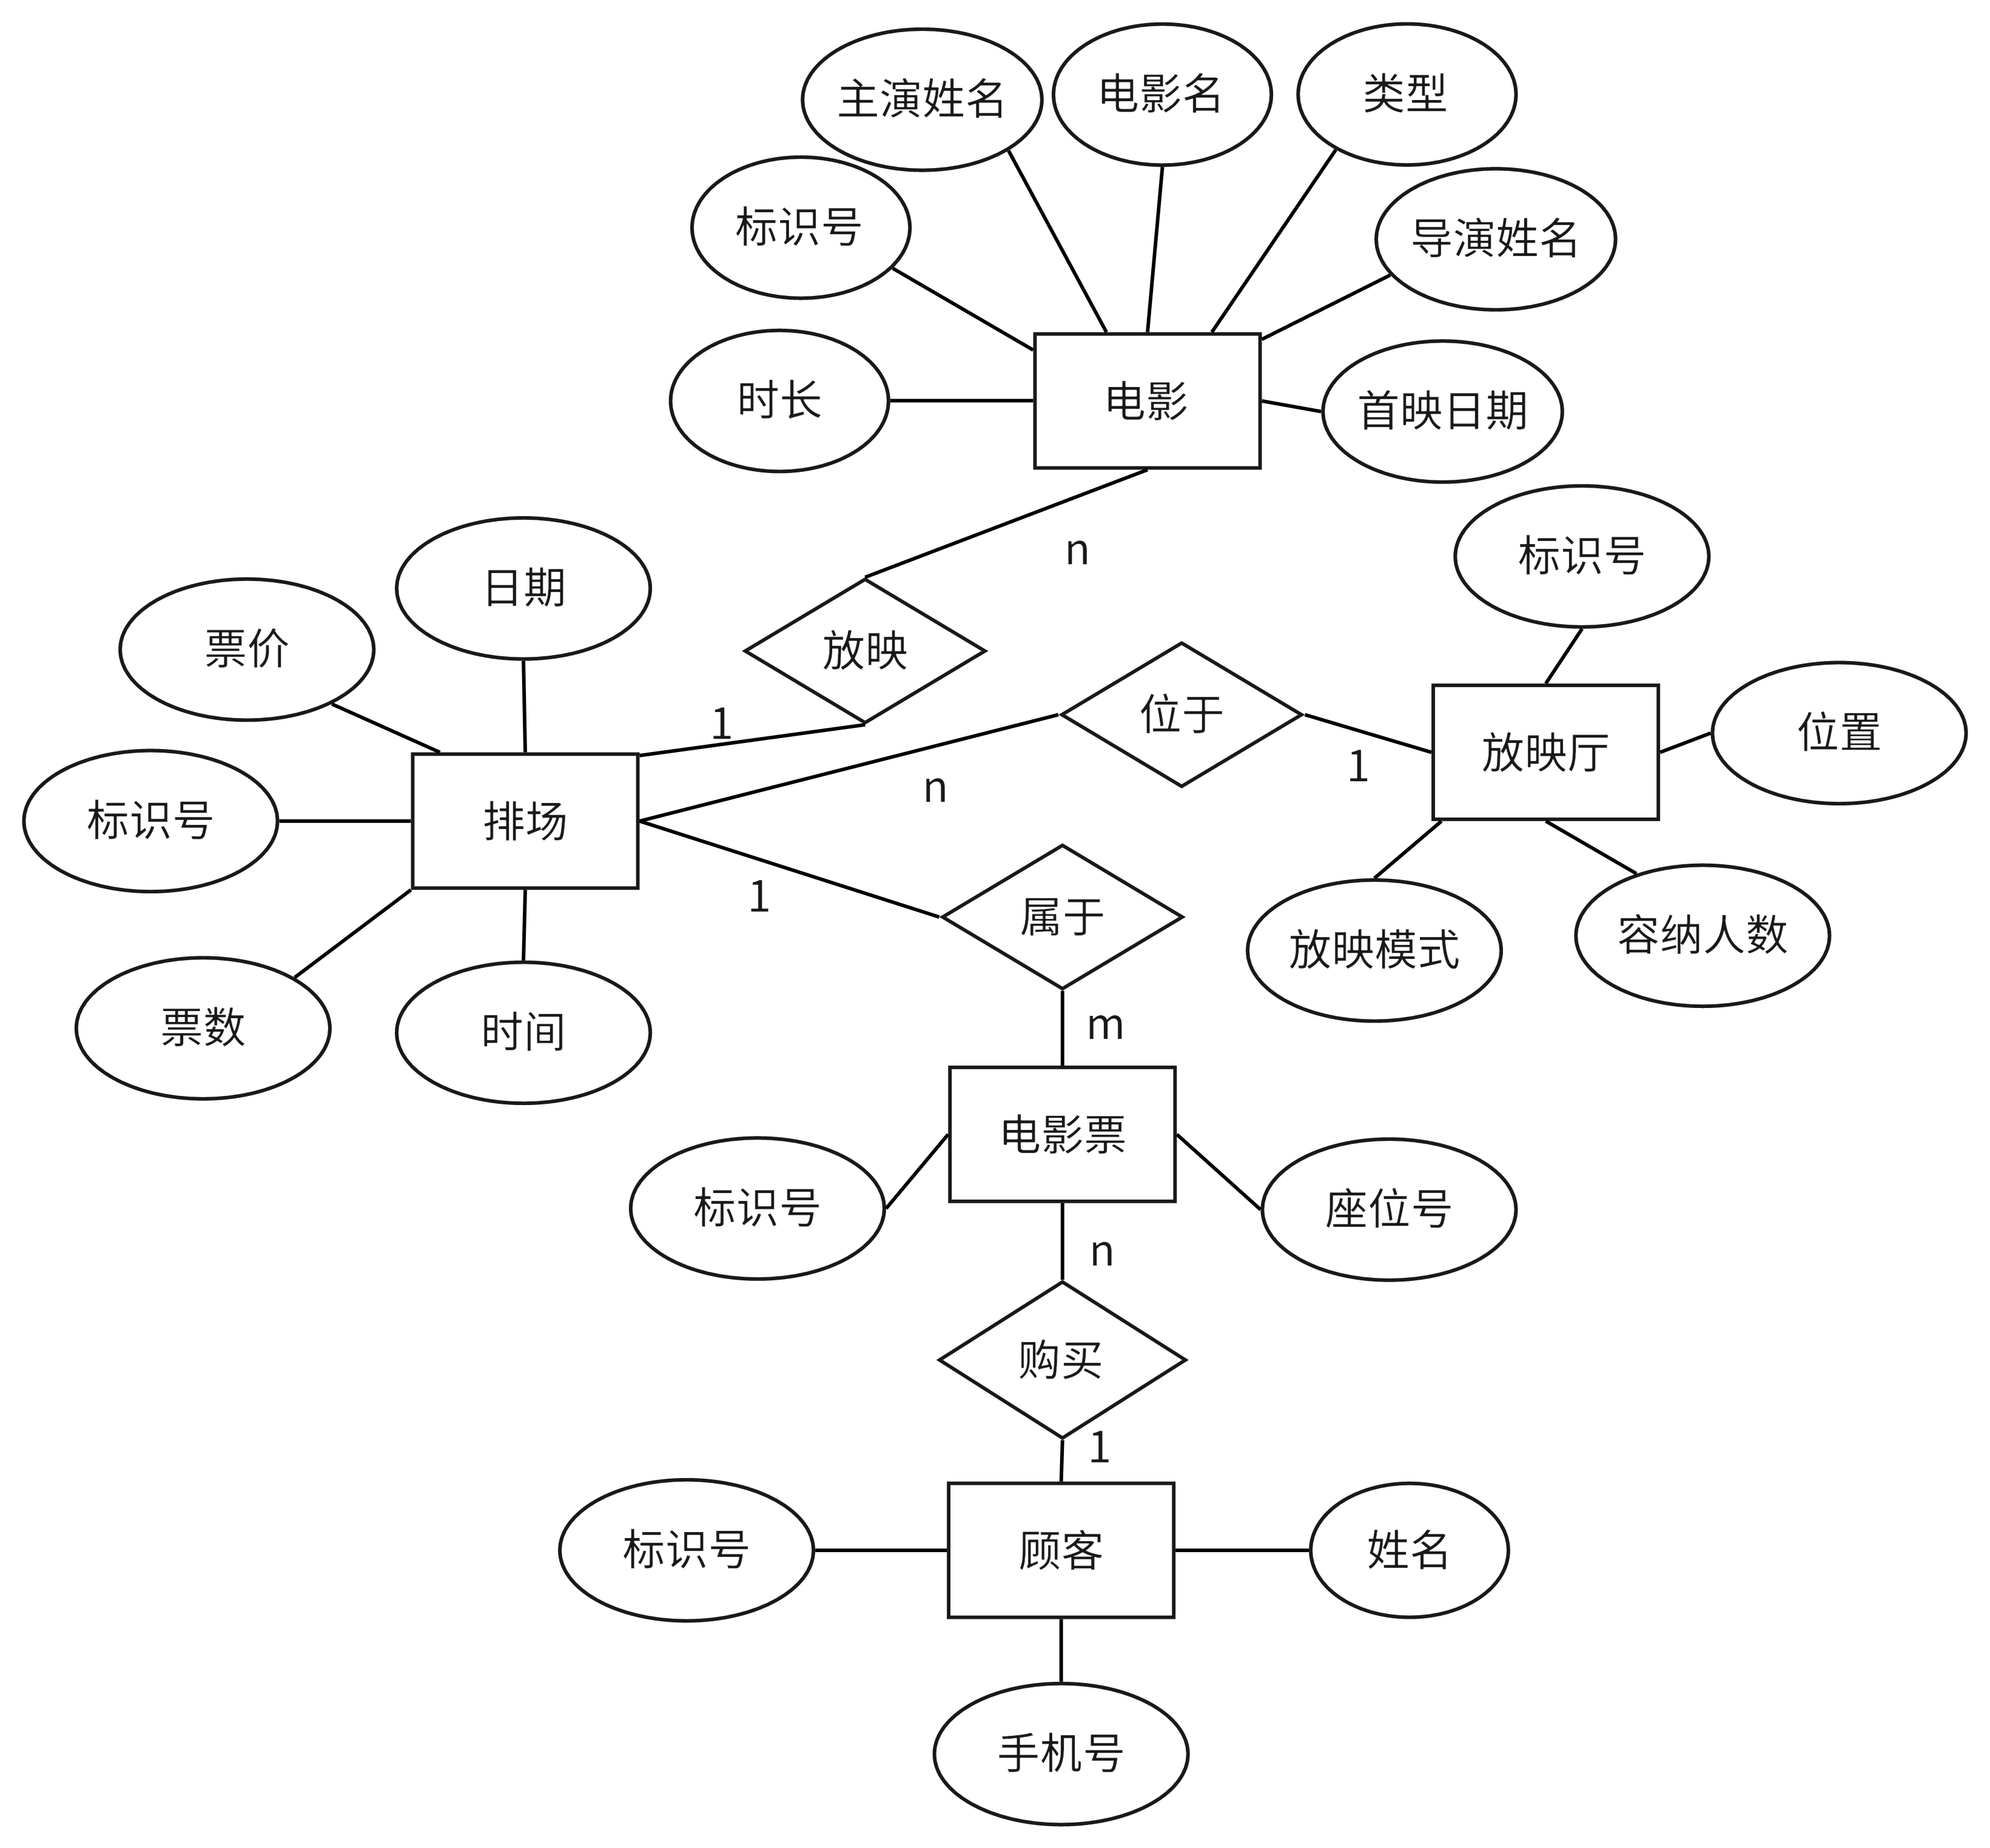 主演姓名
电影名
类型
标识号
导演姓名
时长
电影
首映日期
n
标识号
日期
票价
放映
1
位于
放映厅
位置
1
n
标识号
排场
1
属于
放映模式
容纳人数
票数
时间
m
电影票
标识号
座位号
n
购买
1
标识号
顾客
姓名
手机号